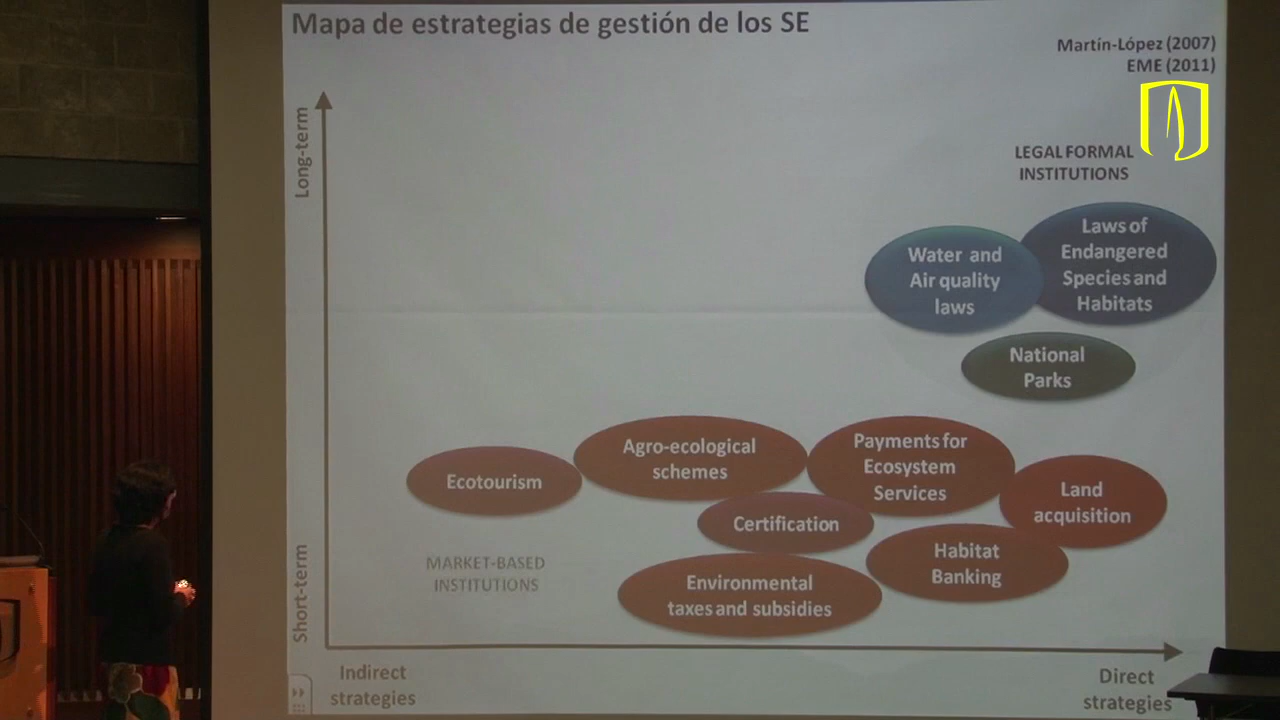 Mapa de estrategias de gestión de los SE
Martín-López (2007)
EME (2011)
Long-term
LEGAL FORMAL
INSTITUTIONS
Laws of
Endangered
Species and
Habitats
Water and
Air quality
laws
National
Parks
Agro-ecological
schemes
Payments for
Ecosystem
Services
Ecotourism
Land
acquisition
Certification
Habitat
Banking
MARKET-BASED
INSTITUTIONS
Environmental
taxes and subsidies
Short-term
Indirect
strategies
Direct
strategies